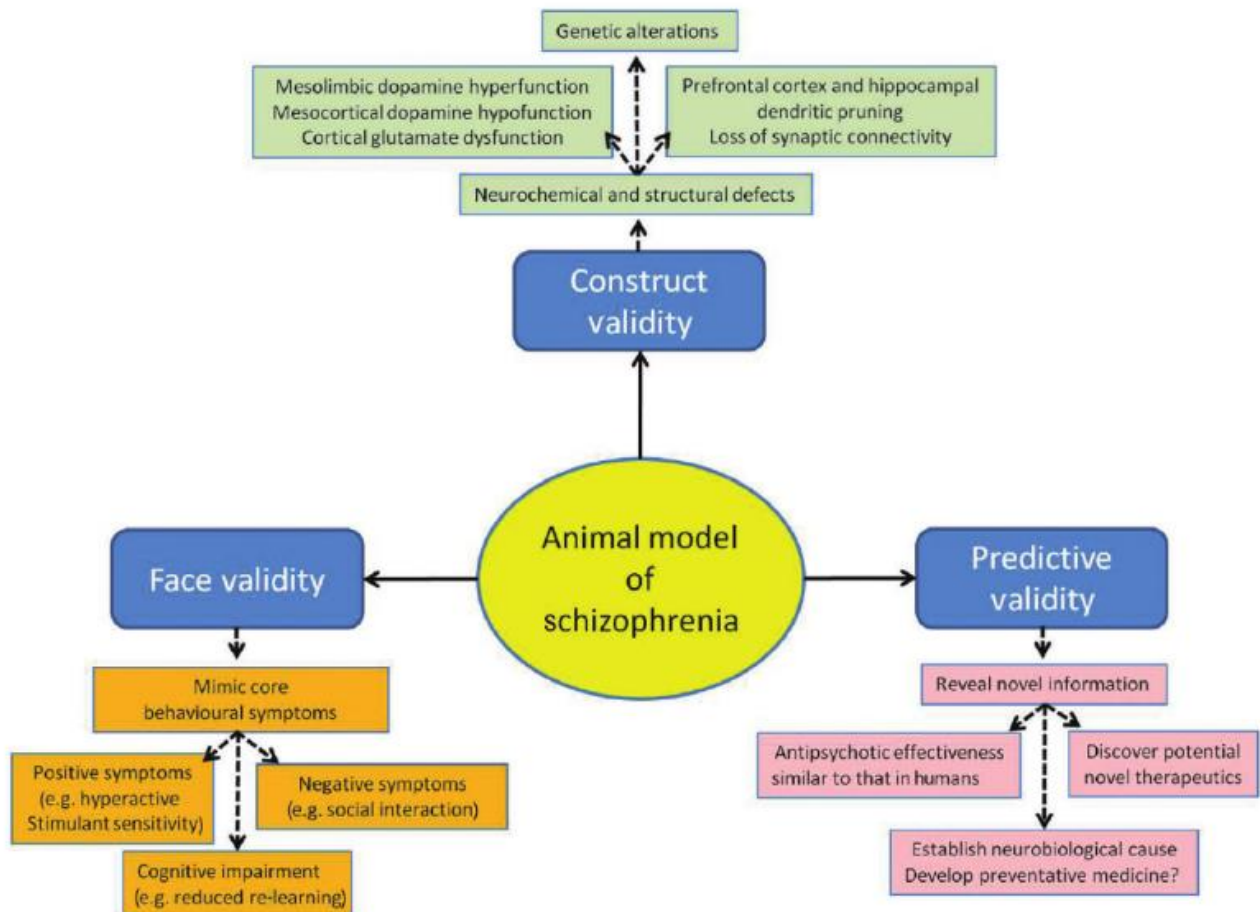 Genetic alterations
Mesolimbic dopamine hyperfunction
Mesocortical dopamine hypofunction
Cortical glutamate dysfunction
Prefrontal cortex and hippocampal
dendritic pruning
Loss of synaptic connectivity
Neurochemical and structural defects
Construct
validity
Animal model
of
schizophrenia
Face validity
Mimic core
behavioural symptoms
Positive symptoms
(e.g. hyperactive
Stimulant sensitivity)
Negative symptoms
(e.g. social interaction)
Cognitive impairment
(e.g. reduced re-learning)
Predictive
validity
Reveal novel information
Antipsychotic effectiveness
similar to that in humans
Discover potential
novel therapeutics
Establish neurobiological cause
Develop preventative medicine?